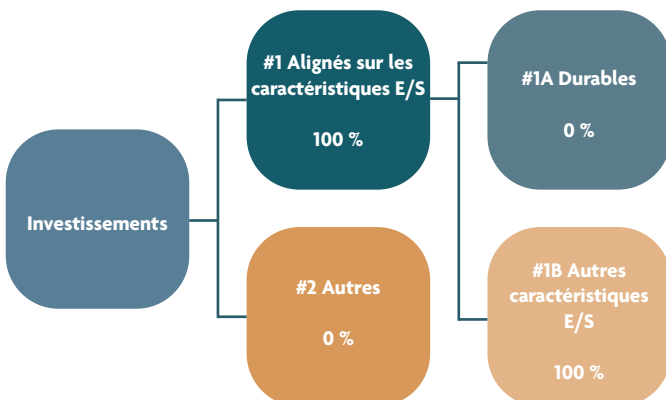 #1 Alignés sur les
caractéristiques E/S
100 %
#1A Durables
0 %
Investissements
#2 Autres
0 %
#1B Autres
caractéristiques
E/S
100 %